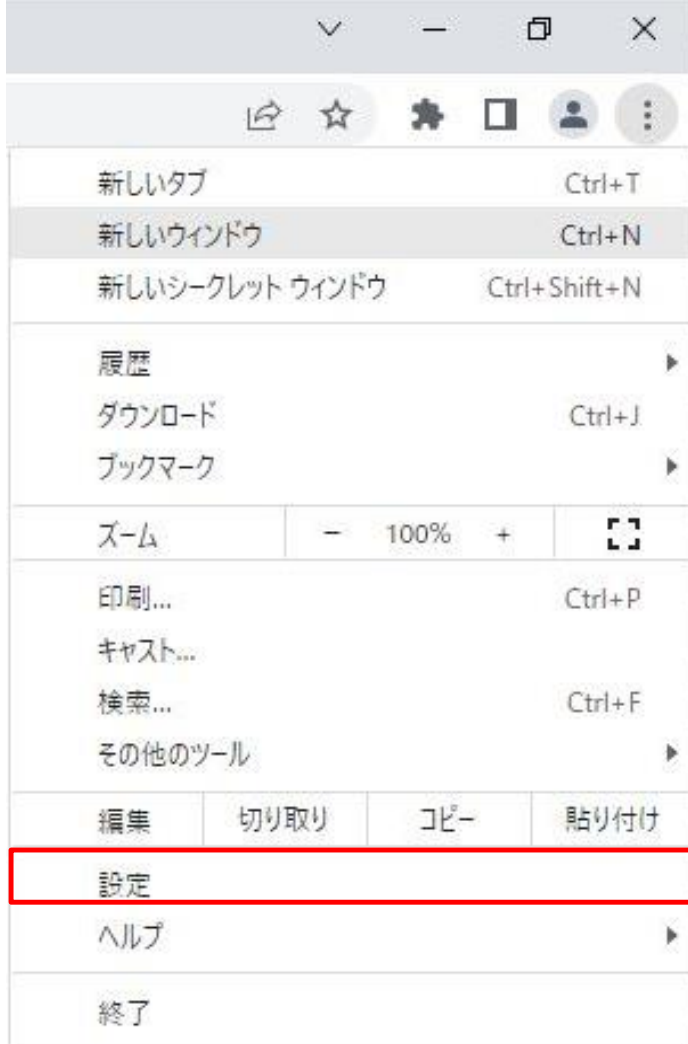 新しいタブ Ctrl+T
新しいウィンドウ Ctrl+N
新しいシークレット ウィンドウ Ctrl+Shift+N
履歴
ダウンロード Ctrl+J
ブックマーク
ズーム － 100% +
印刷... Ctrl+P
キャスト...
検索... Ctrl+F
その他のツール
編集 切り取り コピー 貼り付け
設定
ヘルプ
終了